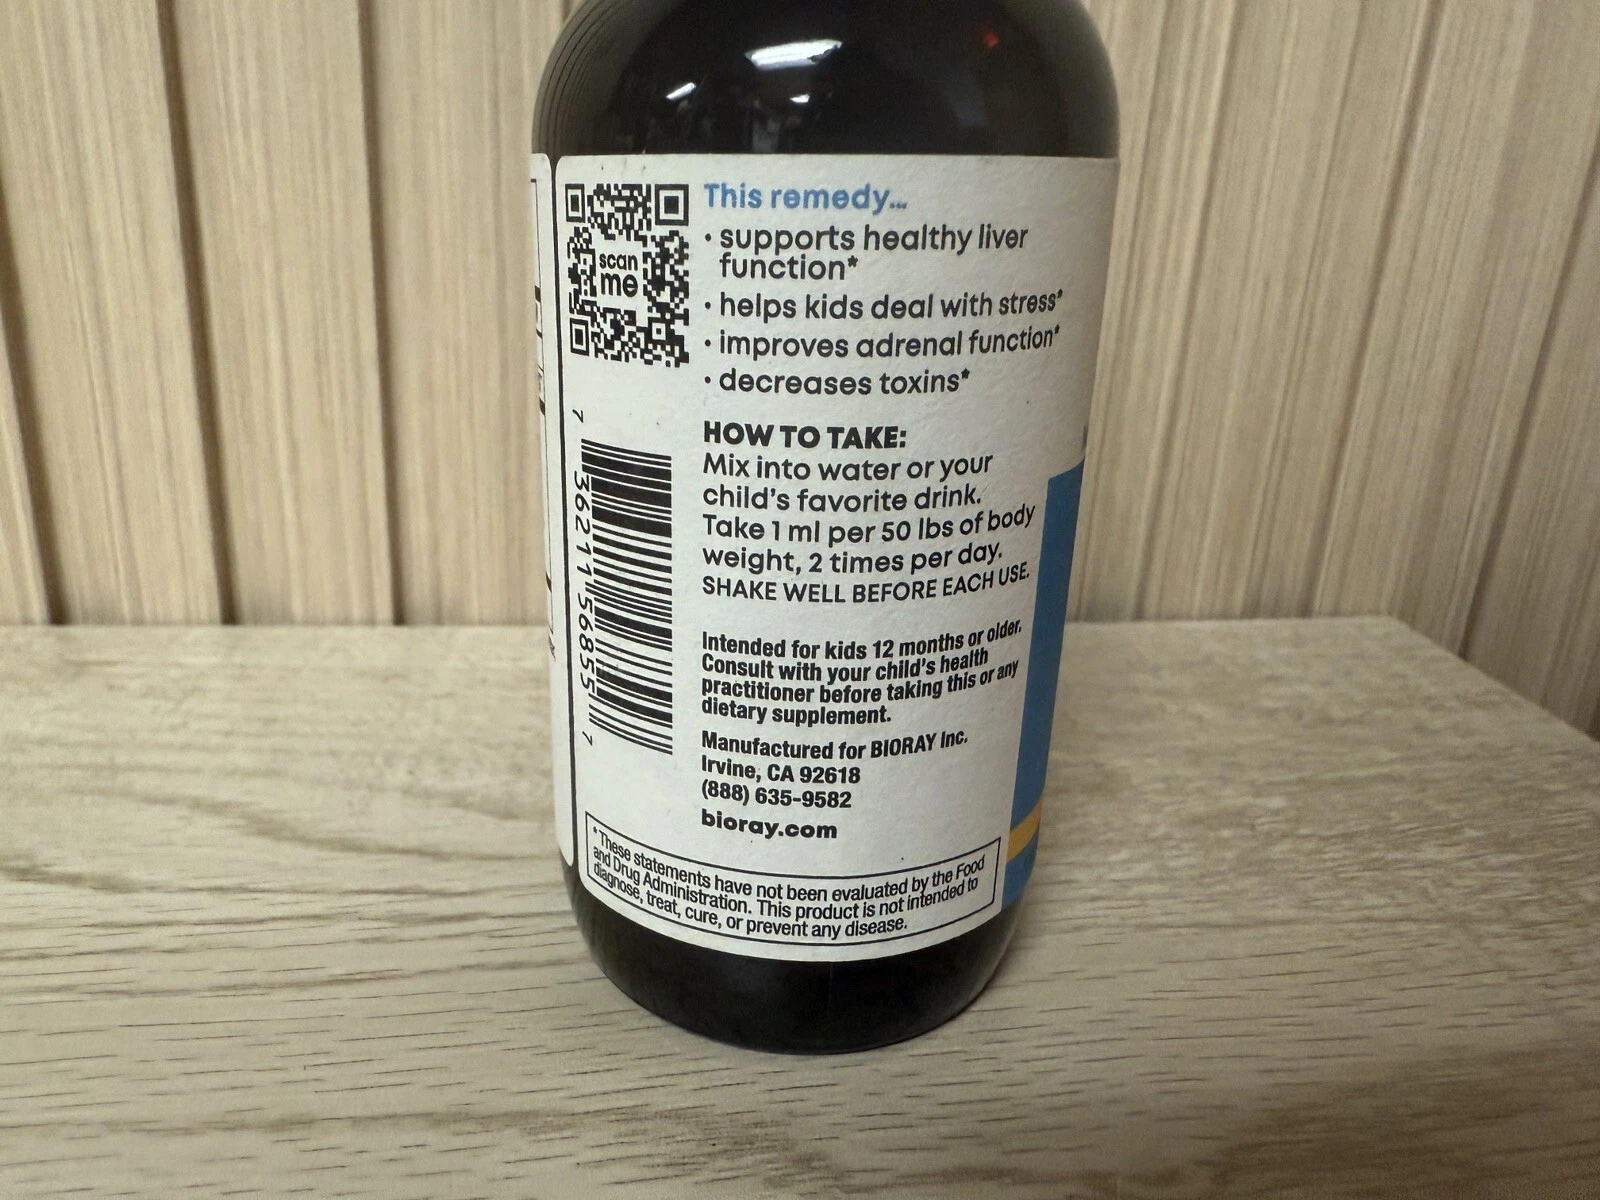 scan
me
This remedy...
• supports healthy liver
function*
• helps kids deal with stress*
• improves adrenal function*
• decreases toxins*
HOW TO TAKE:
Mix into water or your
child's favorite drink.
Take 1 ml per 50 lbs of body
weight, 2 times per day.
SHAKE WELL BEFORE EACH USE.
Intended for kids 12 months or older.
Consult with your child's health
practitioner before taking this or any
dietary supplement.
Manufactured for BIORAY Inc.
Irvine, CA 92618
(888) 635-9582
bioray.com
7 36211 56855 7
*These statements have not been evaluated by the Food
and Drug Administration. This product is not intended to
diagnose, treat, cure, or prevent any disease.